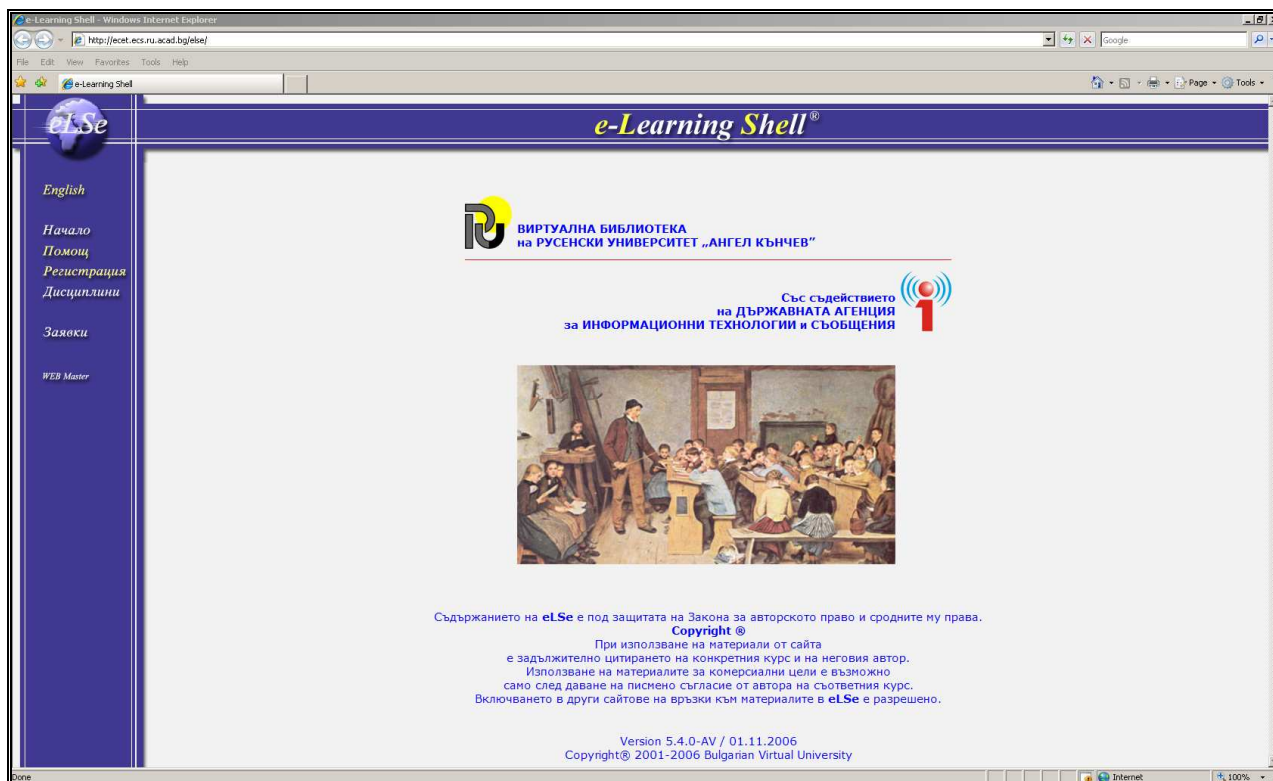 e-Learning Shell - Windows Internet Explorer
http://ecet.ecs.ru.acad.bg/else/
Google
File Edit View Favorites Tools Help
e-Learning Shell
Page Tools
eLSe
e-Learning Shell ®
English
Начало
Помощ
Регистрация
Дисциплини
Заявки
WEB Master
ВИРТУАЛНА БИБЛИОТЕКА
на РУСЕНСКИ УНИВЕРСИТЕТ „АНГЕЛ КЪНЧЕВ”
Със съдействието
на ДЪРЖАВНАТА АГЕНЦИЯ
за ИНФОРМАЦИОННИ ТЕХНОЛОГИИ и СЪОБЩЕНИЯ
Съдържанието на eLSe е под защитата на Закона за авторското право и сродните му права.
Copyright ®
При използване на материали от сайта
е задължително цитирането на конкретния курс и на неговия автор.
Използване на материалите за комерсиални цели е възможно
само след даване на писмено съгласие от автора на съответния курс.
Включването в други сайтове на връзки към материалите в eLSe е разрешено.
Version 5.4.0-AV / 01.11.2006
Copyright® 2001-2006 Bulgarian Virtual University
Done
Internet
100%